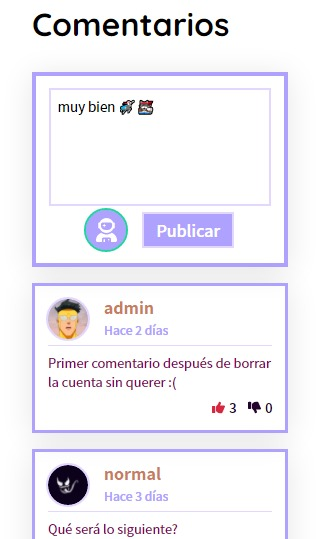 Comentarios
muy bien
Publicar
admin
Hace 2 días
Primer comentario después de borrar
la cuenta sin querer :(
3 0
normal
Hace 3 días
Qué será lo siguiente?